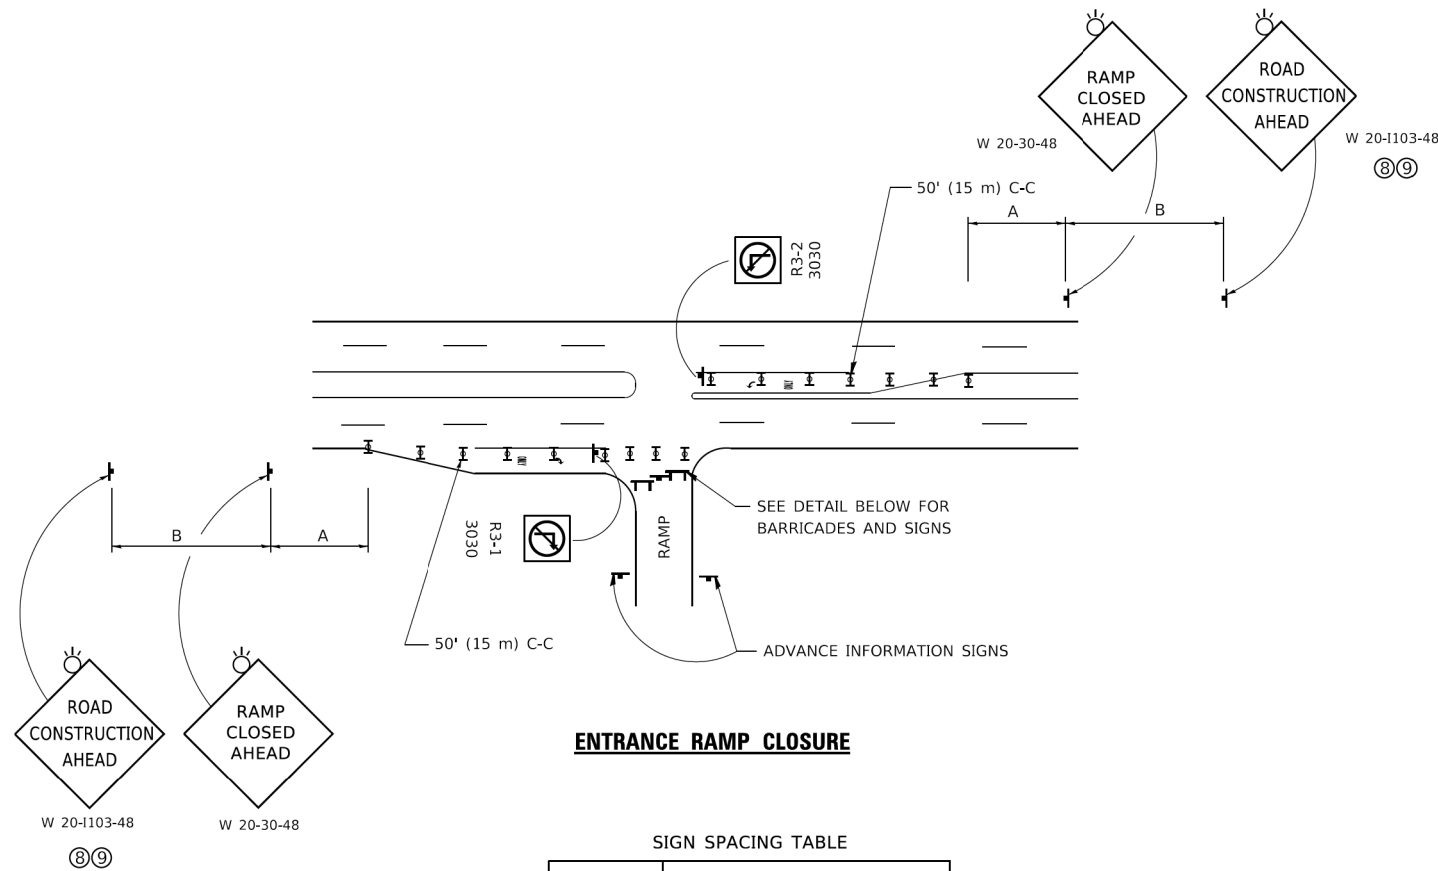 RAMP
CLOSED
AHEAD
W 20-30-48
ROAD
CONSTRUCTION
AHEAD
W 20-I103-48
⑧⑨
50' (15 m) C-C
A
B
R3-2
3030
ONLY
ONLY
B
A
R3-1
3030
RAMP
SEE DETAIL BELOW FOR
BARRICADES AND SIGNS
50' (15 m) C-C
ADVANCE INFORMATION SIGNS
ROAD
CONSTRUCTION
AHEAD
W 20-I103-48
⑧⑨
RAMP
CLOSED
AHEAD
W 20-30-48
ENTRANCE RAMP CLOSURE
SIGN SPACING TABLE